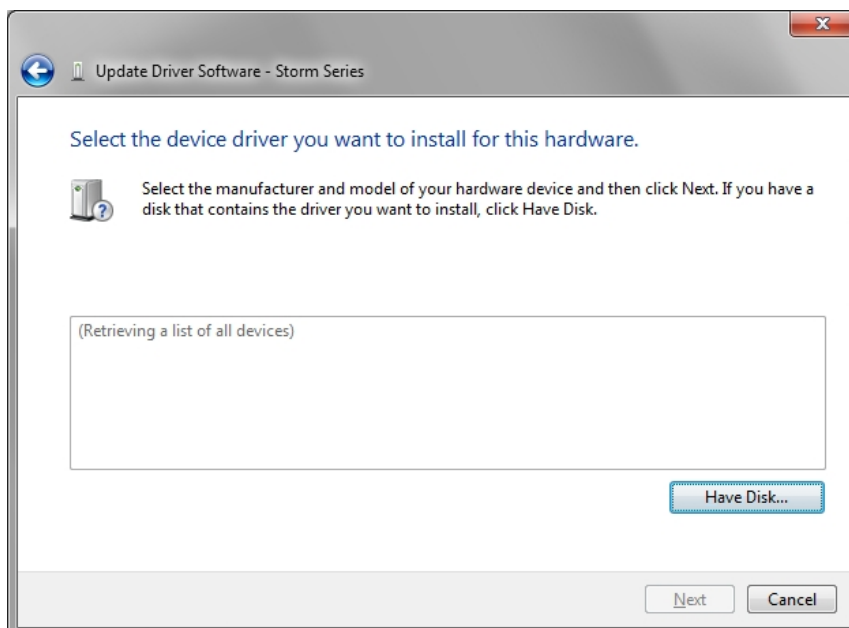 Update Driver Software - Storm Series
Select the device driver you want to install for this hardware.
Select the manufacturer and model of your hardware device and then click Next. If you have a
disk that contains the driver you want to install, click Have Disk.
(Retrieving a list of all devices)
Have Disk...
Next Cancel